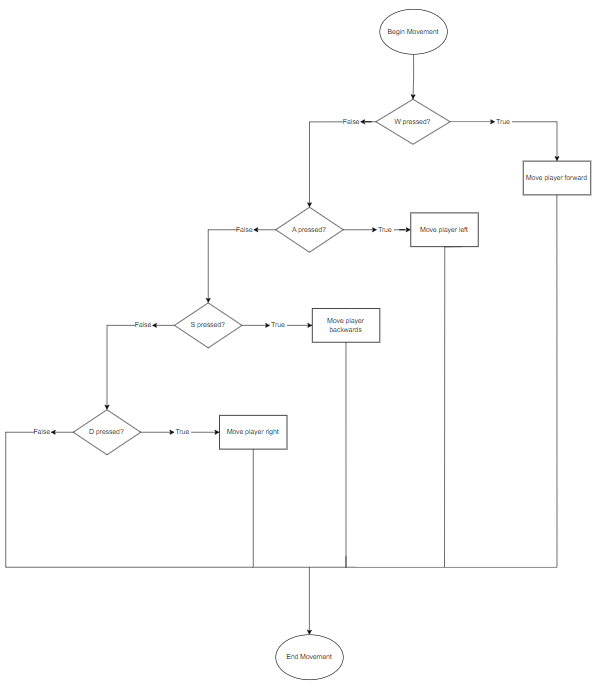 Begin Movement
False
W pressed?
True
Move player forward
False
A pressed?
True
Move player left
False
S pressed?
True
Move player
backwards
False
D pressed?
True
Move player right
End Movement